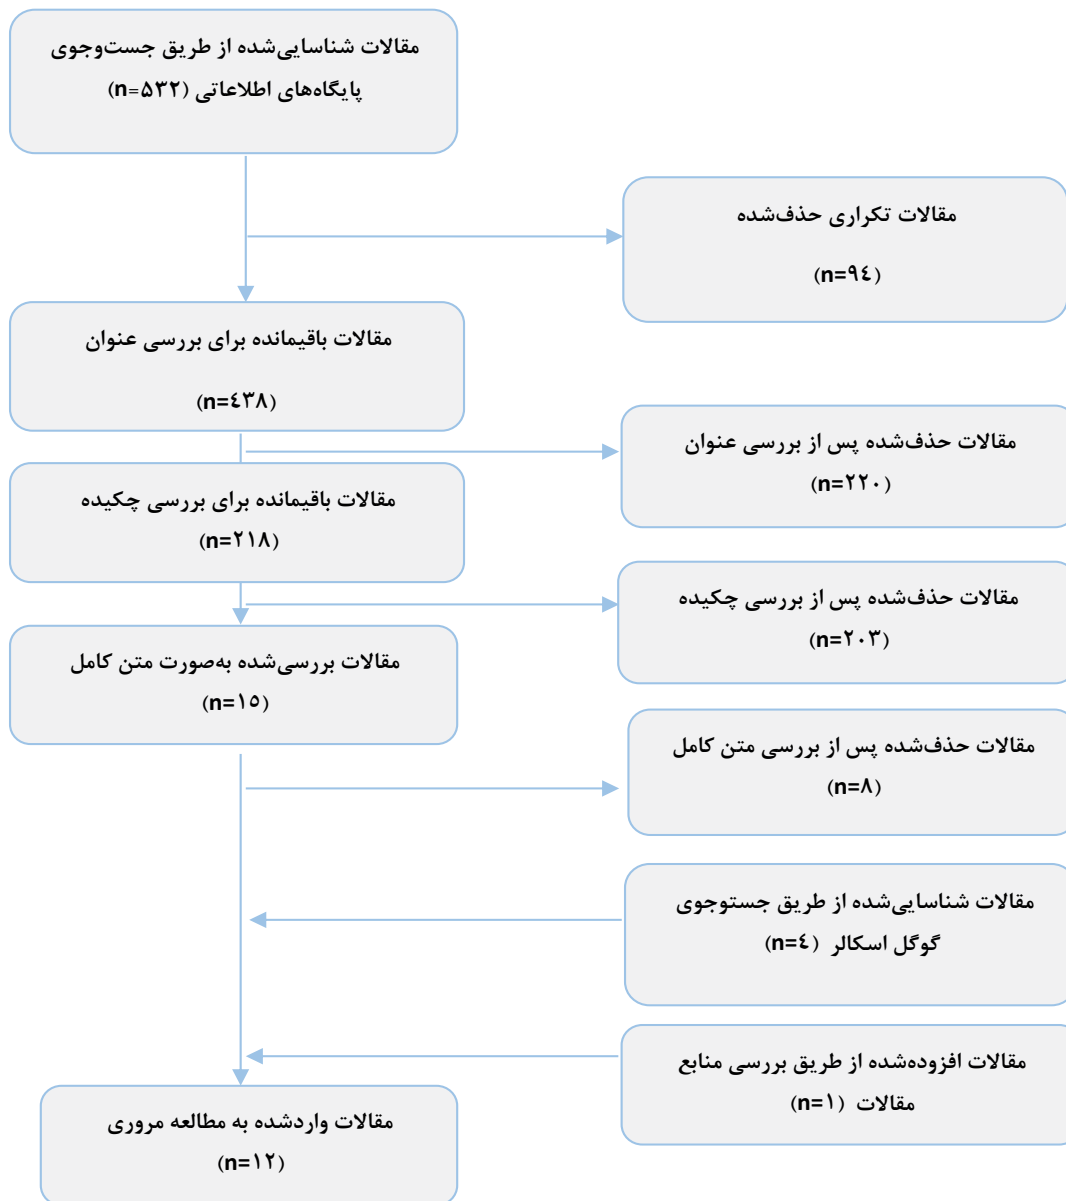 مقالات شناسایی‌شده از طریق جست‌وجوی
پایگاه‌های اطلاعاتی (n=۵۳۲)
مقالات تکراری حذف‌شده
(n=۹٤)
مقالات باقیمانده برای بررسی عنوان
(n=٤۳۸)
مقالات حذف‌شده پس از بررسی عنوان
(n=۲۲۰)
مقالات باقیمانده برای بررسی چکیده
(n=۲۱۸)
مقالات حذف‌شده پس از بررسی چکیده
(n=۲۰۳)
مقالات بررسی‌شده به‌صورت متن کامل
(n=۱٥)
مقالات حذف‌شده پس از بررسی متن کامل
(n=۸)
مقالات شناسایی‌شده از طریق جستوجوی
گوگل اسکالر (n=٤)
مقالات افزوده‌شده از طریق بررسی منابع
مقالات (n=۱)
مقالات واردشده به مطالعه مروری
(n=۱۲)